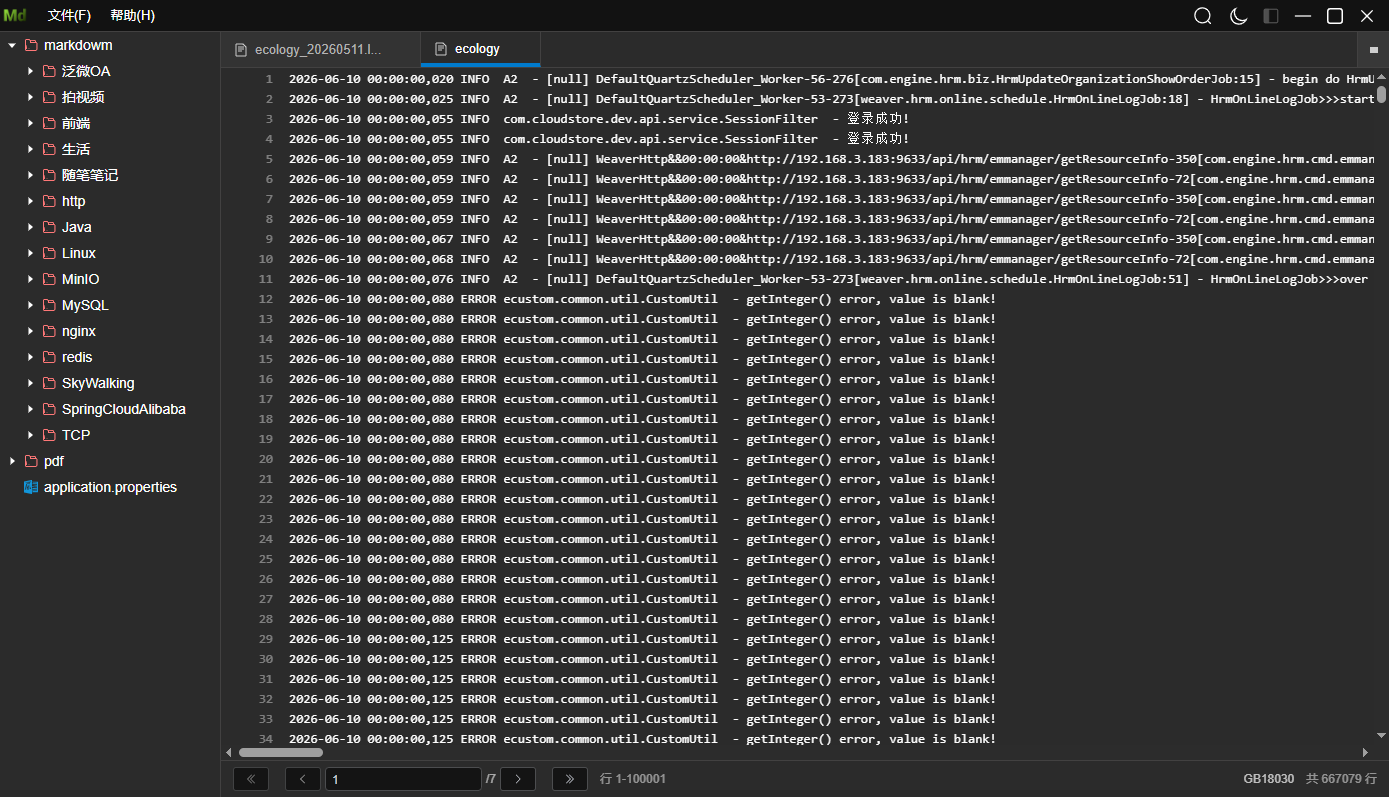 Md 文件(F) 帮助(H)
markdowm
泛微OA
拍视频
前端
生活
随笔笔记
http
Java
Linux
MinIO
MySQL
nginx
redis
SkyWalking
SpringCloudAlibaba
TCP
pdf
application.properties
ecology_20260511.l... ecology
1 2026-06-10 00:00:00,020 INFO A2 - [null] DefaultQuartzScheduler_Worker-56-276[com.engine.hrm.biz.HrmUpdateOrganizationShowOrderJob:15] - begin do HrmU
2 2026-06-10 00:00:00,025 INFO A2 - [null] DefaultQuartzScheduler_Worker-53-273[weaver.hrm.online.schedule.HrmOnLineLogJob:18] - HrmOnLineLogJob>>>start
3 2026-06-10 00:00:00,055 INFO com.cloudstore.dev.api.service.SessionFilter - 登录成功!
4 2026-06-10 00:00:00,055 INFO com.cloudstore.dev.api.service.SessionFilter - 登录成功!
5 2026-06-10 00:00:00,059 INFO A2 - [null] WeaverHttp&&00:00:00&http://192.168.3.183:9633/api/hrm/emmanager/getResourceInfo-350[com.engine.hrm.cmd.emmana
6 2026-06-10 00:00:00,059 INFO A2 - [null] WeaverHttp&&00:00:00&http://192.168.3.183:9633/api/hrm/emmanager/getResourceInfo-72[com.engine.hrm.cmd.emmana
7 2026-06-10 00:00:00,059 INFO A2 - [null] WeaverHttp&&00:00:00&http://192.168.3.183:9633/api/hrm/emmanager/getResourceInfo-350[com.engine.hrm.cmd.emmana
8 2026-06-10 00:00:00,059 INFO A2 - [null] WeaverHttp&&00:00:00&http://192.168.3.183:9633/api/hrm/emmanager/getResourceInfo-72[com.engine.hrm.cmd.emmana
9 2026-06-10 00:00:00,067 INFO A2 - [null] WeaverHttp&&00:00:00&http://192.168.3.183:9633/api/hrm/emmanager/getResourceInfo-350[com.engine.hrm.cmd.emman
10 2026-06-10 00:00:00,068 INFO A2 - [null] WeaverHttp&&00:00:00&http://192.168.3.183:9633/api/hrm/emmanager/getResourceInfo-72[com.engine.hrm.cmd.emmana
11 2026-06-10 00:00:00,076 INFO A2 - [null] DefaultQuartzScheduler_Worker-53-273[weaver.hrm.online.schedule.HrmOnLineLogJob:51] - HrmOnLineLogJob>>>over
12 2026-06-10 00:00:00,080 ERROR ecustom.common.util.CustomUtil - getInteger() error, value is blank!
13 2026-06-10 00:00:00,080 ERROR ecustom.common.util.CustomUtil - getInteger() error, value is blank!
14 2026-06-10 00:00:00,080 ERROR ecustom.common.util.CustomUtil - getInteger() error, value is blank!
15 2026-06-10 00:00:00,080 ERROR ecustom.common.util.CustomUtil - getInteger() error, value is blank!
16 2026-06-10 00:00:00,080 ERROR ecustom.common.util.CustomUtil - getInteger() error, value is blank!
17 2026-06-10 00:00:00,080 ERROR ecustom.common.util.CustomUtil - getInteger() error, value is blank!
18 2026-06-10 00:00:00,080 ERROR ecustom.common.util.CustomUtil - getInteger() error, value is blank!
19 2026-06-10 00:00:00,080 ERROR ecustom.common.util.CustomUtil - getInteger() error, value is blank!
20 2026-06-10 00:00:00,080 ERROR ecustom.common.util.CustomUtil - getInteger() error, value is blank!
21 2026-06-10 00:00:00,080 ERROR ecustom.common.util.CustomUtil - getInteger() error, value is blank!
22 2026-06-10 00:00:00,080 ERROR ecustom.common.util.CustomUtil - getInteger() error, value is blank!
23 2026-06-10 00:00:00,080 ERROR ecustom.common.util.CustomUtil - getInteger() error, value is blank!
24 2026-06-10 00:00:00,080 ERROR ecustom.common.util.CustomUtil - getInteger() error, value is blank!
25 2026-06-10 00:00:00,080 ERROR ecustom.common.util.CustomUtil - getInteger() error, value is blank!
26 2026-06-10 00:00:00,080 ERROR ecustom.common.util.CustomUtil - getInteger() error, value is blank!
27 2026-06-10 00:00:00,080 ERROR ecustom.common.util.CustomUtil - getInteger() error, value is blank!
28 2026-06-10 00:00:00,080 ERROR ecustom.common.util.CustomUtil - getInteger() error, value is blank!
29 2026-06-10 00:00:00,125 ERROR ecustom.common.util.CustomUtil - getInteger() error, value is blank!
30 2026-06-10 00:00:00,125 ERROR ecustom.common.util.CustomUtil - getInteger() error, value is blank!
31 2026-06-10 00:00:00,125 ERROR ecustom.common.util.CustomUtil - getInteger() error, value is blank!
32 2026-06-10 00:00:00,125 ERROR ecustom.common.util.CustomUtil - getInteger() error, value is blank!
33 2026-06-10 00:00:00,125 ERROR ecustom.common.util.CustomUtil - getInteger() error, value is blank!
34 2026-06-10 00:00:00,125 ERROR ecustom.common.util.CustomUtil - getInteger() error, value is blank!
« ‹ 1 /7 › » 行 1-100001 GB18030 共 667079 行